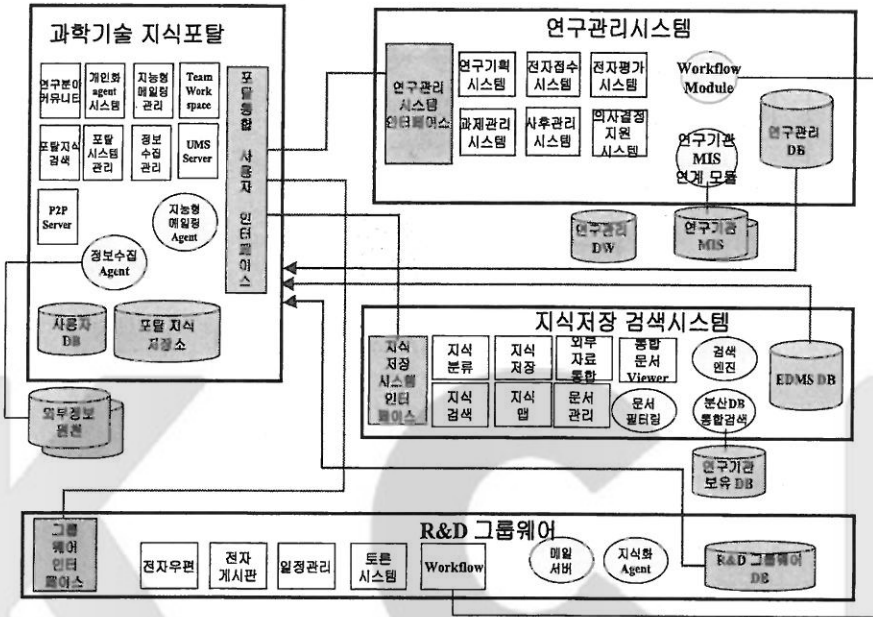 과학기술 지식포탈
연구분야
커뮤니티
개인화
agent
시스템
지능형
메일링
관리
Team
Work
space
포탈지식
검색
포탈
시스템
관리
정보
수집
관리
UMS
Server
P2P
Server
지능형
메일링
Agent
정보수집
Agent
포
탈
통
합
사
용
자
인
터
페
이
스
사용자
DB
포탈 지식
저장소
외부정보
원천
연구관리시스템
연구관리
시스템
인터페이스
연구기획
시스템
전자접수
시스템
전자평가
시스템
과제관리
시스템
사후관리
시스템
의사결정
지원
시스템
Workflow
Module
연구기관
MIS
연계 모듈
연구관리
DB
연구관리
DW
연구기관
MIS
지식저장 검색시스템
지식
저장
시스템
인터
페이스
지식
분류
지식
저장
외부
자료
통합
통합
문서
Viewer
검색
엔진
지식
검색
지식
맵
문서
관리
문서
필터링
분산DB
통합검색
EDMS DB
연구기관
보유 DB
R&D 그룹웨어
그룹
웨어
인터
페이스
전자우편
전자
게시판
일정관리
토론
시스템
Workflow
메일
서버
지식화
Agent
R&D 그룹웨어
DB